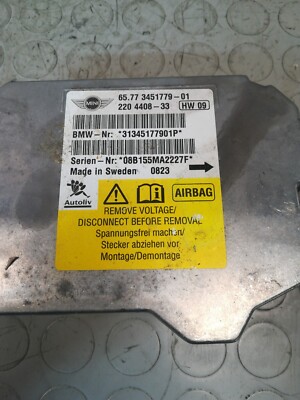 MINI
65.77 3451779-01
220 4408-33 HW 09
BMW-Nr: *31345177901P*
Serien-Nr: *08B155MA2227F*
Made in Sweden 0823
Autoliv
AIRBAG
REMOVE VOLTAGE/
DISCONNECT BEFORE REMOVAL
Spannungsfrei machen/
Stecker abziehen vor
Montage/Demontage